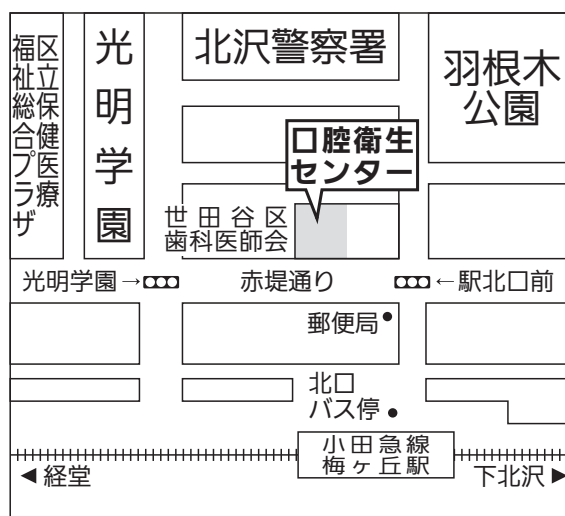 区立保健医療
福祉総合プラザ
光明学園
北沢警察署
羽根木
公園
口腔衛生
センター
世田谷区
歯科医師会
光明学園→
赤堤通り
←駅北口前
郵便局
北口
バス停
小田急線
梅ヶ丘駅
◀経堂
下北沢▶